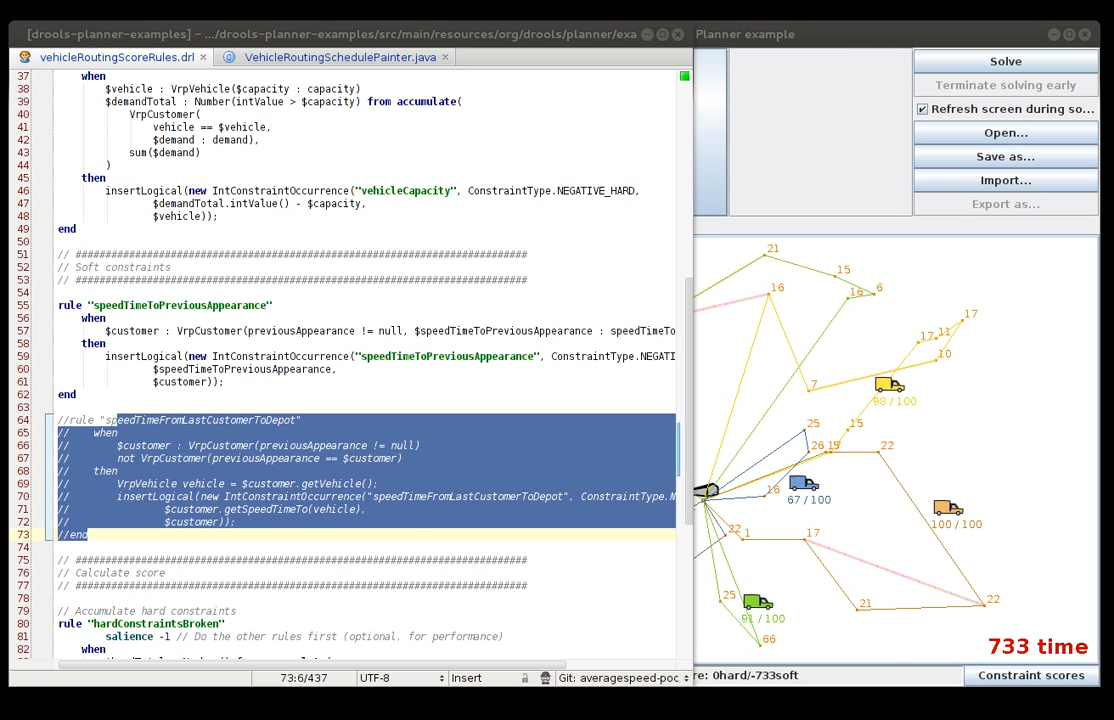 [drools-planner-examples] - .../drools-planner-examples/src/main/resources/org/drools/planner/exa
Planner example
vehicleRoutingScoreRules.drl
VehicleRoutingSchedulePainter.java
37 when
38 $vehicle : VrpVehicle($capacity : capacity)
39 $demandTotal : Number(intValue > $capacity) from accumulate(
40 VrpCustomer(
41 vehicle == $vehicle,
42 $demand : demand),
43 sum($demand)
44 )
45 then
46 insertLogical(new IntConstraintOccurrence("vehicleCapacity", ConstraintType.NEGATIVE_HARD,
47 $demandTotal.intValue() - $capacity,
48 $vehicle));
49 end
50
51 // ###########################################################################
52 // Soft constraints
53 // ###########################################################################
54
55 rule "speedTimeToPreviousAppearance"
56 when
57 $customer : VrpCustomer(previousAppearance != null, $speedTimeToPreviousAppearance : speedTimeTo
58 then
59 insertLogical(new IntConstraintOccurrence("speedTimeToPreviousAppearance", ConstraintType.NEGATI
60 $speedTimeToPreviousAppearance,
61 $customer));
62 end
63
64 //rule "speedTimeFromLastCustomerToDepot"
65 // when
66 // $customer : VrpCustomer(previousAppearance != null)
67 // not VrpCustomer(previousAppearance == $customer)
68 // then
69 // VrpVehicle vehicle = $customer.getVehicle();
70 // insertLogical(new IntConstraintOccurrence("speedTimeFromLastCustomerToDepot", ConstraintType.N
71 // $customer.getSpeedTimeTo(vehicle),
72 // $customer));
73 //end
74
75 // ###########################################################################
76 // Calculate score
77 // ###########################################################################
78
79 // Accumulate hard constraints
80 rule "hardConstraintsBroken"
81 salience -1 // Do the other rules first (optional, for performance)
82 when
73:6/437
UTF-8
Insert
Git: averagespeed-poc
Solve
Terminate solving early
Refresh screen during so...
Open...
Save as...
Import...
Export as...
21
15
16
16
6
17
17
11
10
7
98 / 100
25
15
26
22
16
67 / 100
100 / 100
22
1
17
25
91 / 100
21
22
66
733 time
re: 0hard/-733soft
Constraint scores